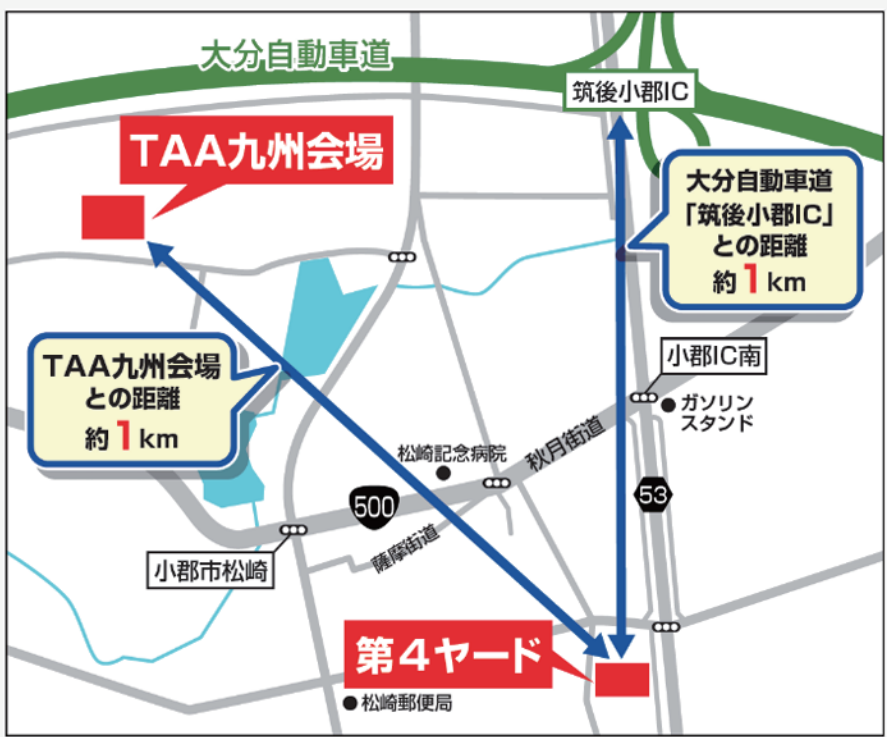 大分自動車道
筑後小郡IC
TAA九州会場
大分自動車道
「筑後小郡IC」
との距離
約1km
TAA九州会場
との距離
約1km
小郡IC南
ガソリン
スタンド
秋月街道
松崎記念病院
53
500
薩摩街道
小郡市松崎
第4ヤード
松崎郵便局